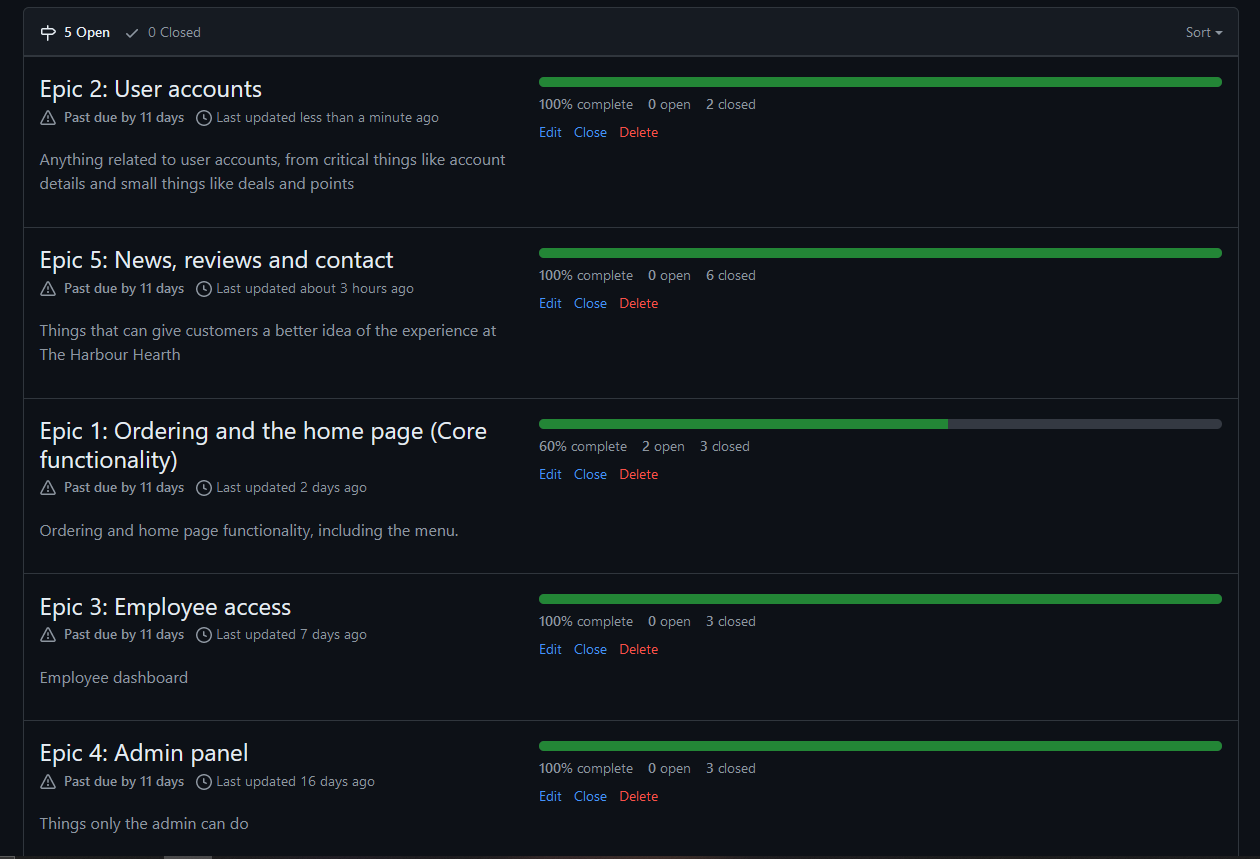 5 Open 0 Closed Sort
Epic 2: User accounts
Past due by 11 days Last updated less than a minute ago
Anything related to user accounts, from critical things like account
details and small things like deals and points
100% complete 0 open 2 closed
Edit Close Delete
Epic 5: News, reviews and contact
Past due by 11 days Last updated about 3 hours ago
Things that can give customers a better idea of the experience at
The Harbour Hearth
100% complete 0 open 6 closed
Edit Close Delete
Epic 1: Ordering and the home page (Core
functionality)
Past due by 11 days Last updated 2 days ago
Ordering and home page functionality, including the menu.
60% complete 2 open 3 closed
Edit Close Delete
Epic 3: Employee access
Past due by 11 days Last updated 7 days ago
Employee dashboard
100% complete 0 open 3 closed
Edit Close Delete
Epic 4: Admin panel
Past due by 11 days Last updated 16 days ago
Things only the admin can do
100% complete 0 open 3 closed
Edit Close Delete